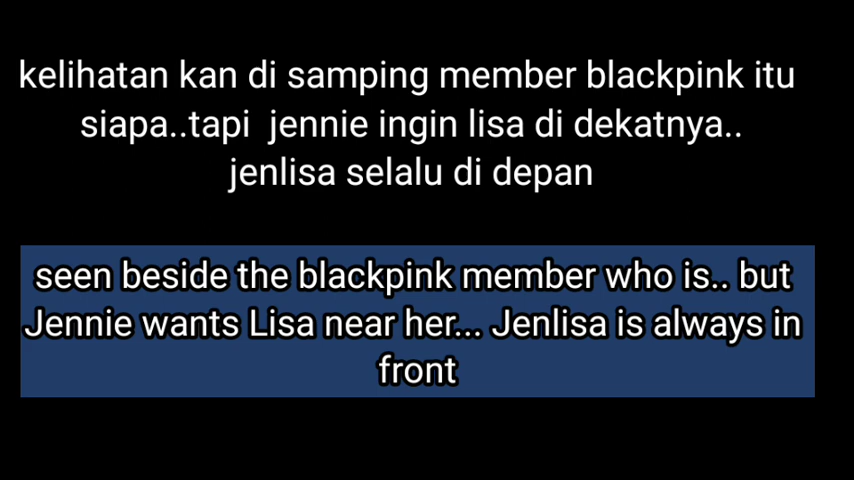 kelihatan kan di samping member blackpink itu
siapa..tapi  jennie ingin lisa di dekatnya..
jenlisa selalu di depan
seen beside the blackpink member who is.. but
Jennie wants Lisa near her... Jenlisa is always in
front